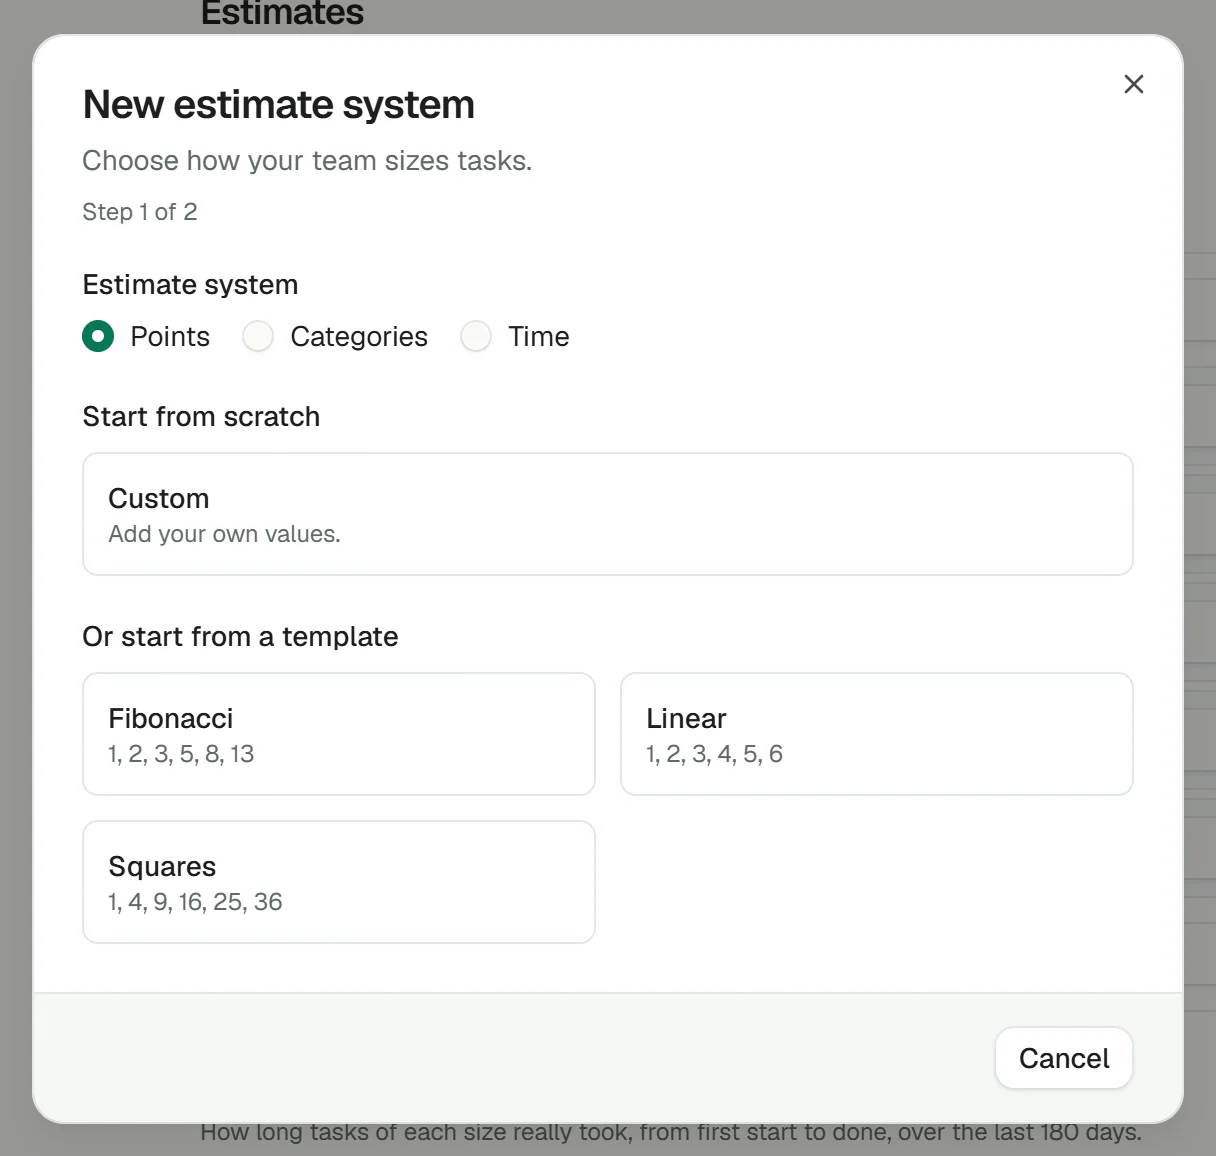 Estimates
New estimate system
Choose how your team sizes tasks.
Step 1 of 2
Estimate system
Points Categories Time
Start from scratch
Custom
Add your own values.
Or start from a template
Fibonacci
1, 2, 3, 5, 8, 13
Linear
1, 2, 3, 4, 5, 6
Squares
1, 4, 9, 16, 25, 36
Cancel
How long tasks of each size really took, from first start to done, over the last 180 days.